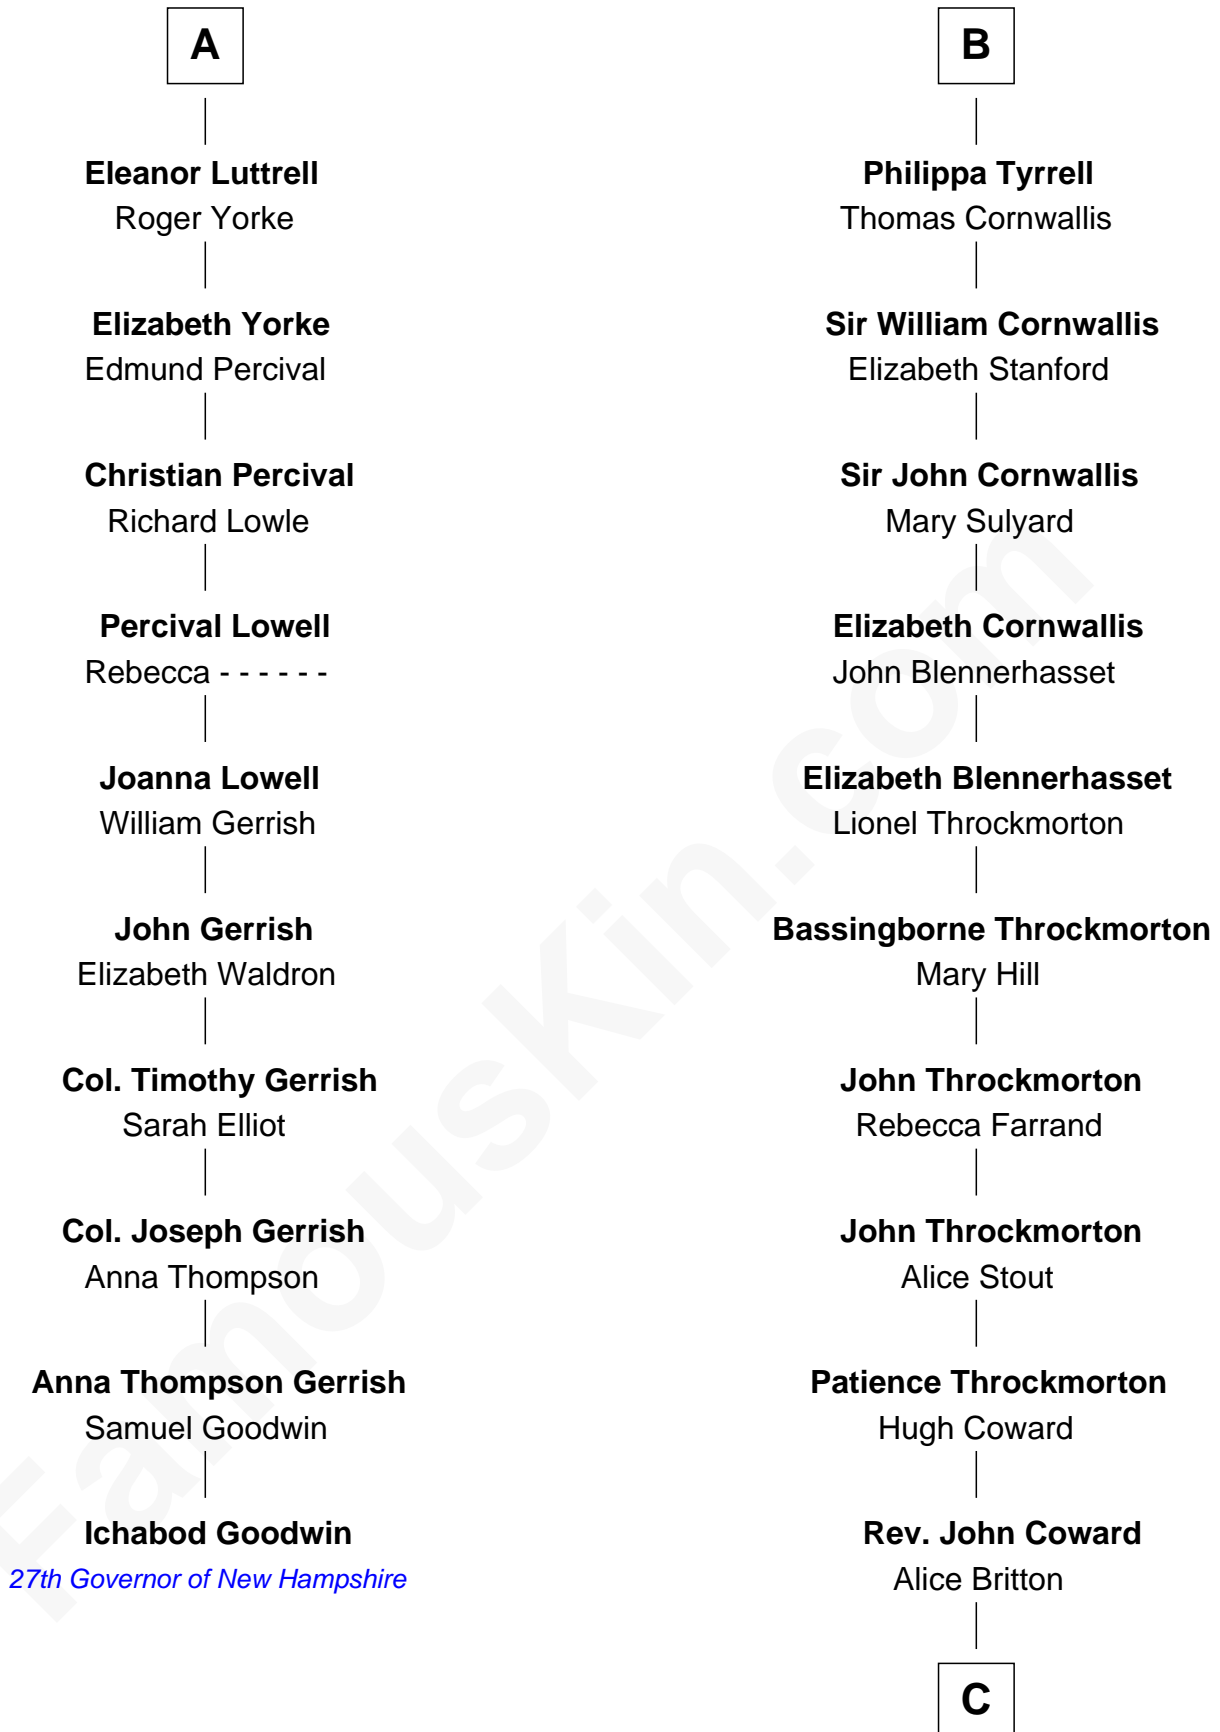 A
Eleanor Luttrell
Roger Yorke
Elizabeth Yorke
Edmund Percival
Christian Percival
Richard Lowle
Percival Lowell
Rebecca - - - - - -
Joanna Lowell
William Gerrish
John Gerrish
Elizabeth Waldron
Col. Timothy Gerrish
Sarah Elliot
Col. Joseph Gerrish
Anna Thompson
Anna Thompson Gerrish
Samuel Goodwin
Ichabod Goodwin
27th Governor of New Hampshire
B
Philippa Tyrrell
Thomas Cornwallis
Sir William Cornwallis
Elizabeth Stanford
Sir John Cornwallis
Mary Sulyard
Elizabeth Cornwallis
John Blennerhasset
Elizabeth Blennerhasset
Lionel Throckmorton
Bassingborne Throckmorton
Mary Hill
John Throckmorton
Rebecca Farrand
John Throckmorton
Alice Stout
Patience Throckmorton
Hugh Coward
Rev. John Coward
Alice Britton
C
FamousKin.com